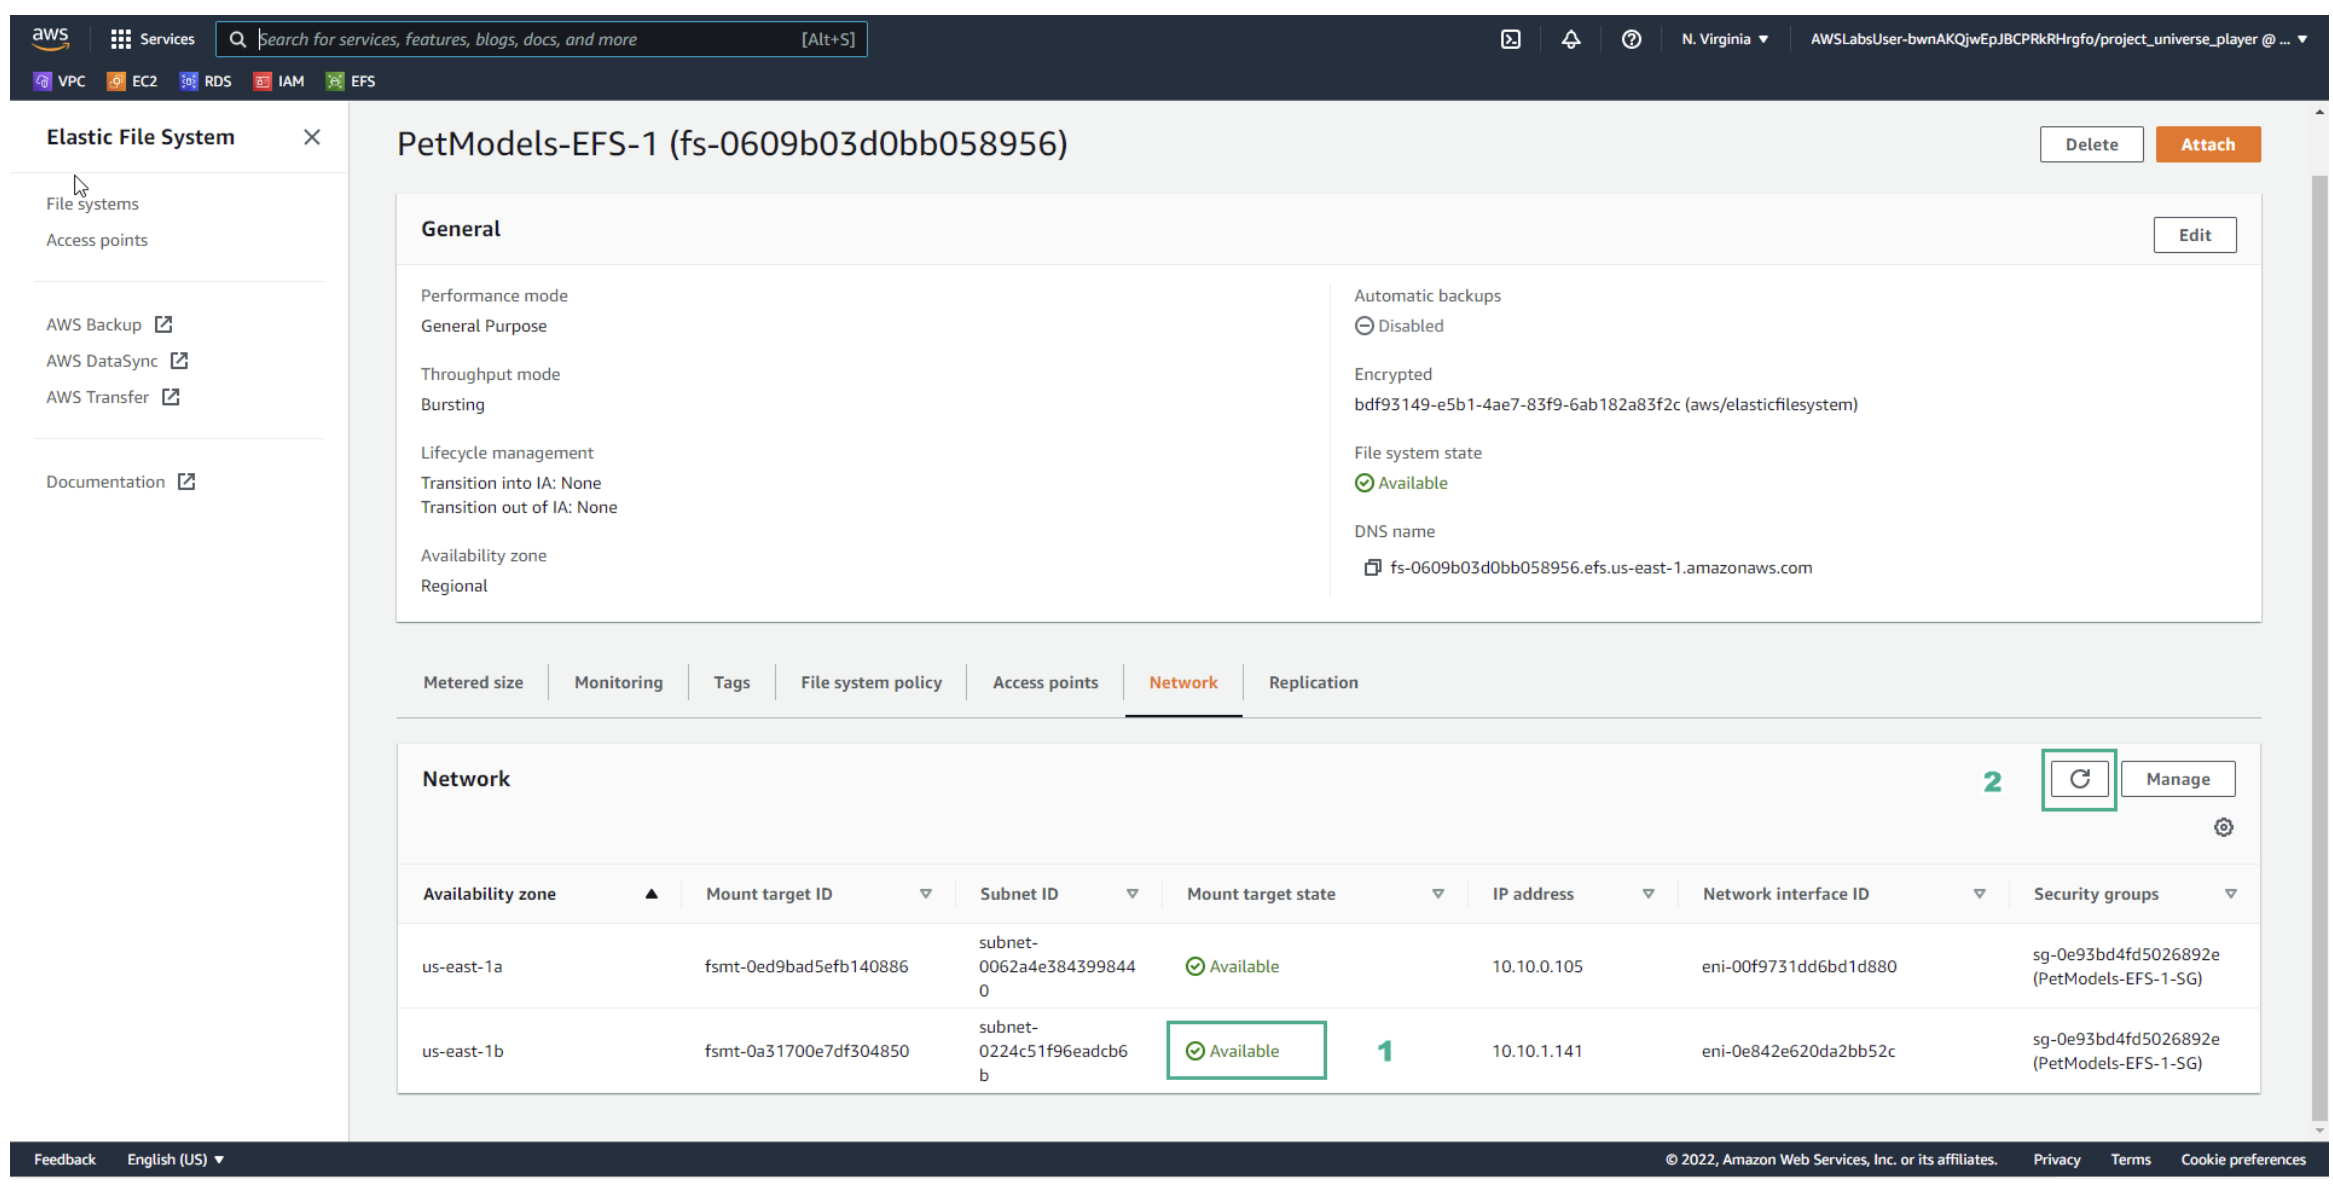 aws Services Search for services, features, blogs, docs, and more [Alt+S] N. Virginia ▼ AWSLabsUser-bwnAKQjwEpJBCPRkRHrgfo/project_universe_player @ ... ▼
VPC EC2 RDS IAM EFS
Elastic File System
File systems
Access points
AWS Backup
AWS DataSync
AWS Transfer
Documentation
PetModels-EFS-1 (fs-0609b03d0bb058956)
Delete Attach
General
Edit
Performance mode
General Purpose
Throughput mode
Bursting
Lifecycle management
Transition into IA: None
Transition out of IA: None
Availability zone
Regional
Automatic backups
Disabled
Encrypted
bdf93149-e5b1-4ae7-83f9-6ab182a83f2c (aws/elasticfilesystem)
File system state
Available
DNS name
fs-0609b03d0bb058956.efs.us-east-1.amazonaws.com
Metered size Monitoring Tags File system policy Access points Network Replication
Network
2
Manage
Availability zone Mount target ID Subnet ID Mount target state IP address Network interface ID Security groups
us-east-1a fsmt-0ed9bad5efb140886
subnet-
0062a4e384399844
0
Available 10.10.0.105 eni-00f9731dd6bd1d880
sg-0e93bd4fd5026892e
(PetModels-EFS-1-SG)
us-east-1b fsmt-0a31700e7df304850
subnet-
0224c51f96eadcb6
b
Available 1 10.10.1.141 eni-0e842e620da2bb52c
sg-0e93bd4fd5026892e
(PetModels-EFS-1-SG)
Feedback English (US) ▼ © 2022, Amazon Web Services, Inc. or its affiliates. Privacy Terms Cookie preferences